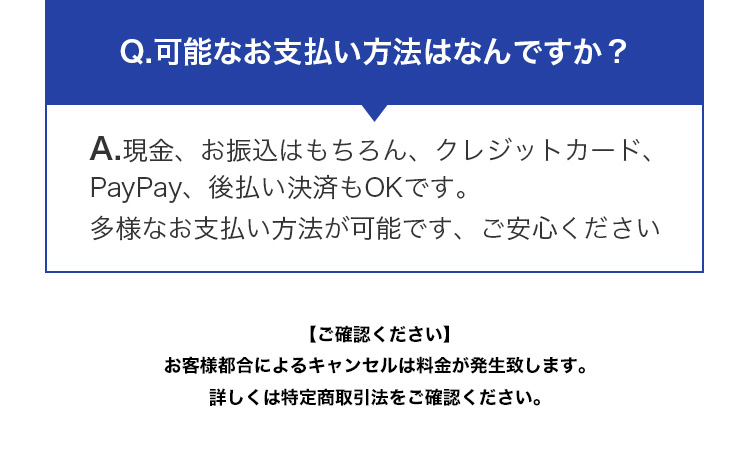 Q.可能なお支払い方法はなんですか？
A.現金、お振込はもちろん、クレジットカード、
PayPay、後払い決済もOKです。
多様なお支払い方法が可能です、ご安心ください
【ご確認ください】
お客様都合によるキャンセルは料金が発生致します。
詳しくは特定商取引法をご確認ください。